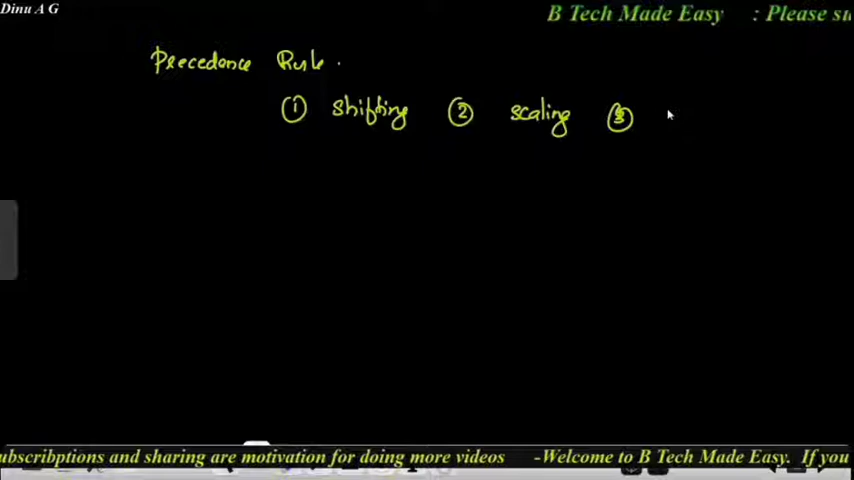 Dinu A G
B Tech Made Easy : Please su
Precedence Rule .
1 shifting 2 scaling 3
ubscribptions and sharing are motivation for doing more videos -Welcome to B Tech Made Easy. If you